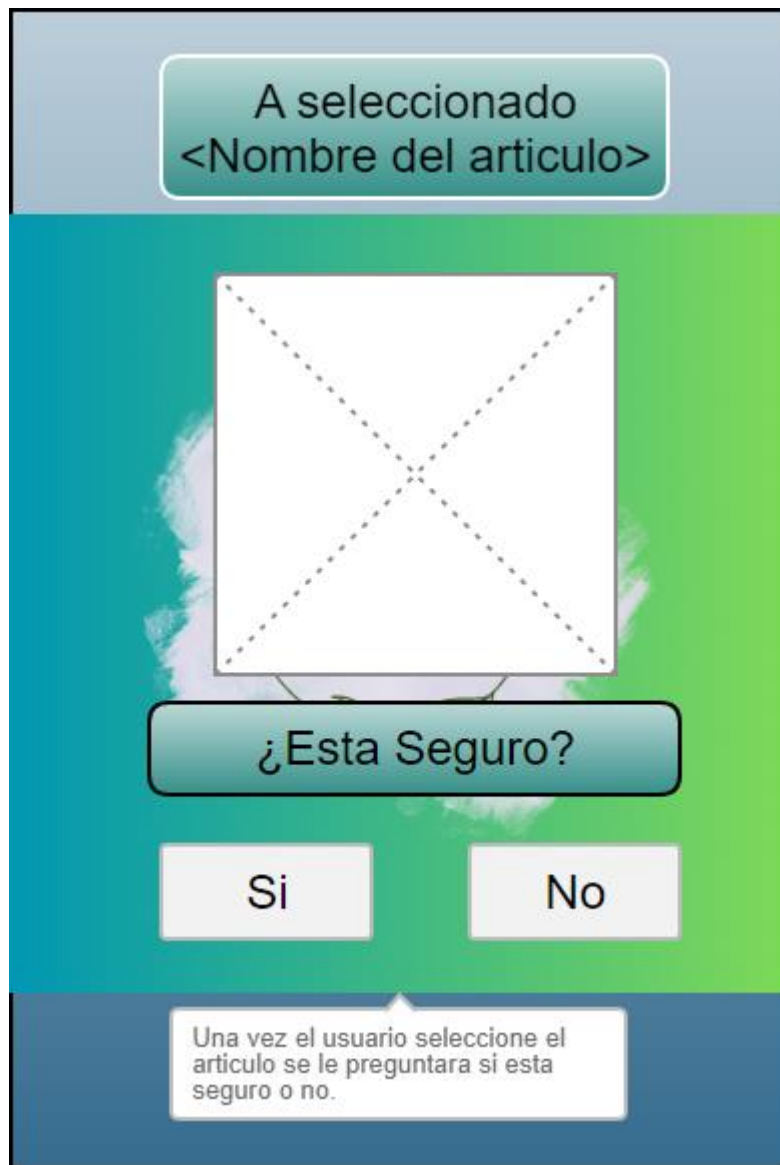 A seleccionado
<Nombre del articulo>
¿Esta Seguro?
Si
No
Una vez el usuario seleccione el
articulo se le preguntara si esta
seguro o no.